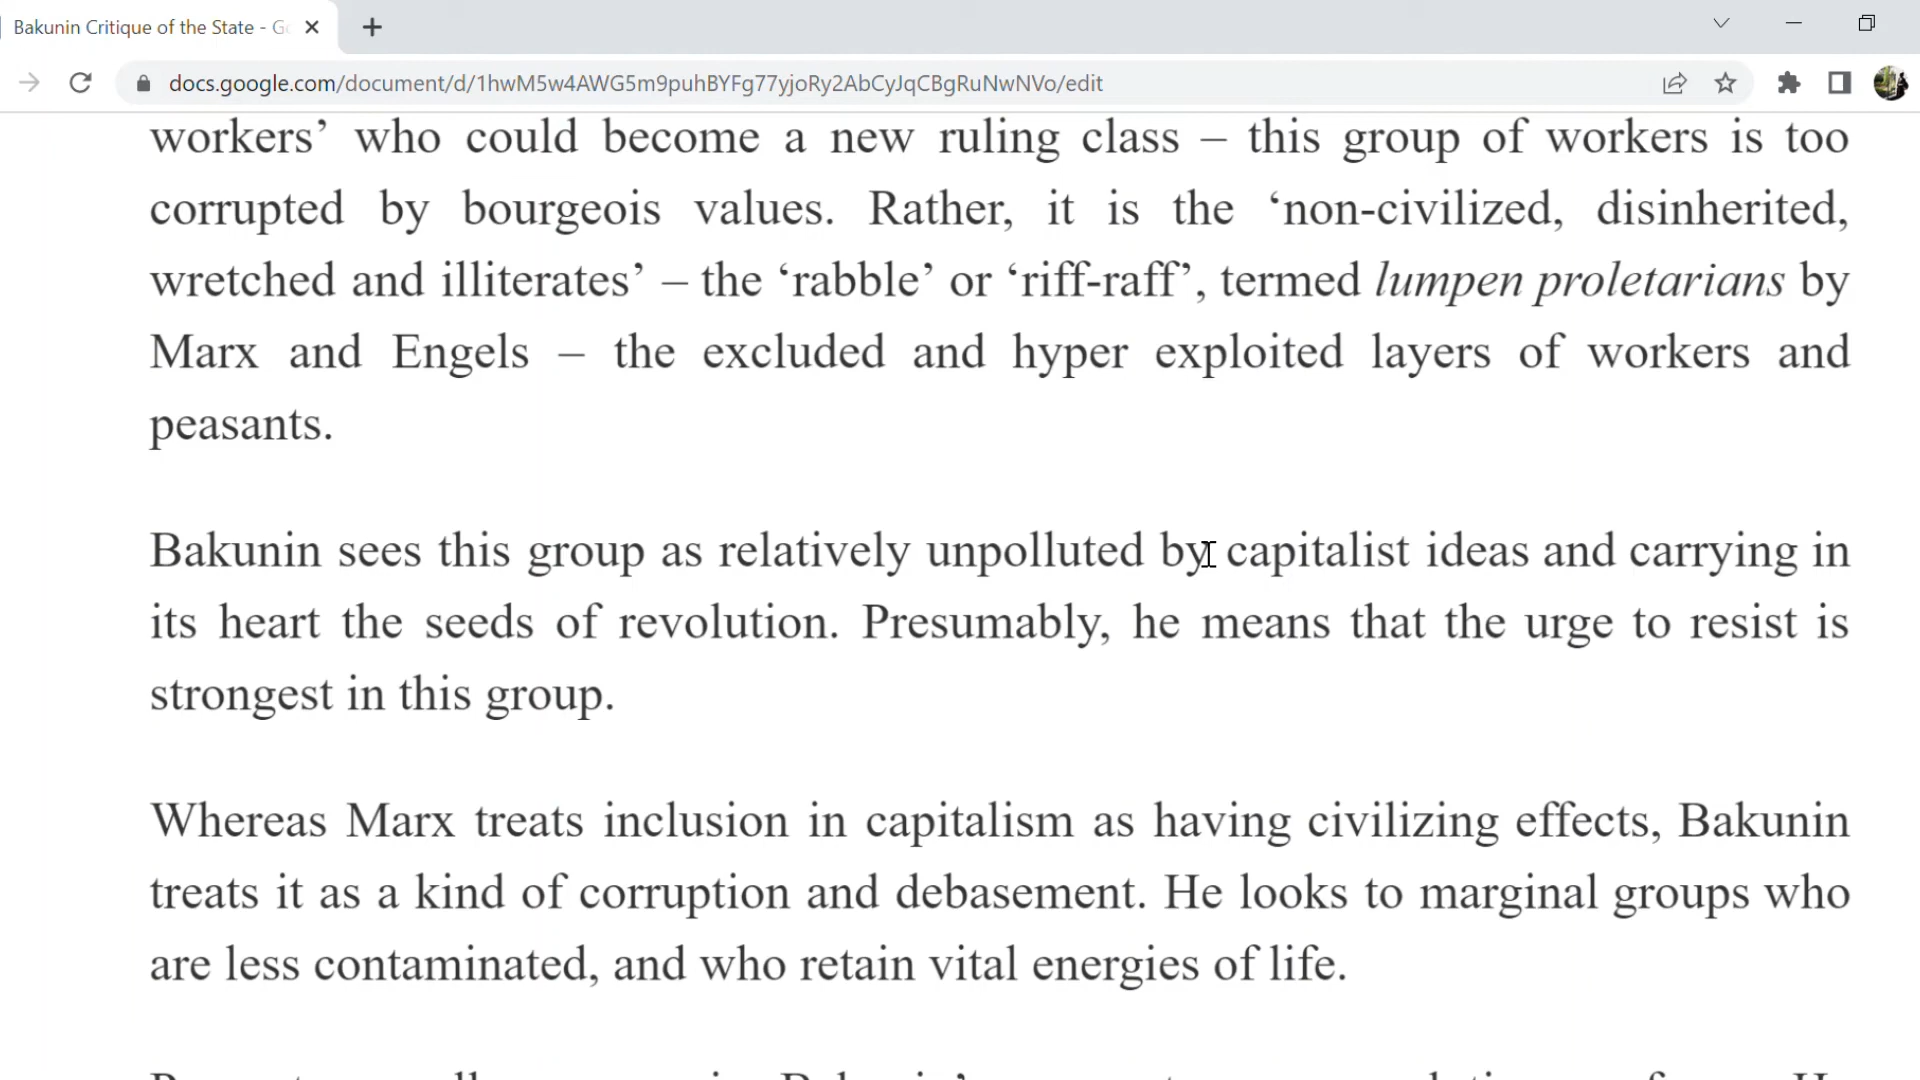 Bakunin Critique of the State - G
docs.google.com/document/d/1hwM5w4AWG5m9puhBYFg77yjoRy2AbCyJqCBgRuNwNVo/edit
workers’ who could become a new ruling class – this group of workers is too
corrupted by bourgeois values. Rather, it is the ‘non-civilized, disinherited,
wretched and illiterates’ – the ‘rabble’ or ‘riff-raff’, termed lumpen proletarians by
Marx and Engels – the excluded and hyper exploited layers of workers and
peasants.
Bakunin sees this group as relatively unpolluted by capitalist ideas and carrying in
its heart the seeds of revolution. Presumably, he means that the urge to resist is
strongest in this group.
Whereas Marx treats inclusion in capitalism as having civilizing effects, Bakunin
treats it as a kind of corruption and debasement. He looks to marginal groups who
are less contaminated, and who retain vital energies of life.